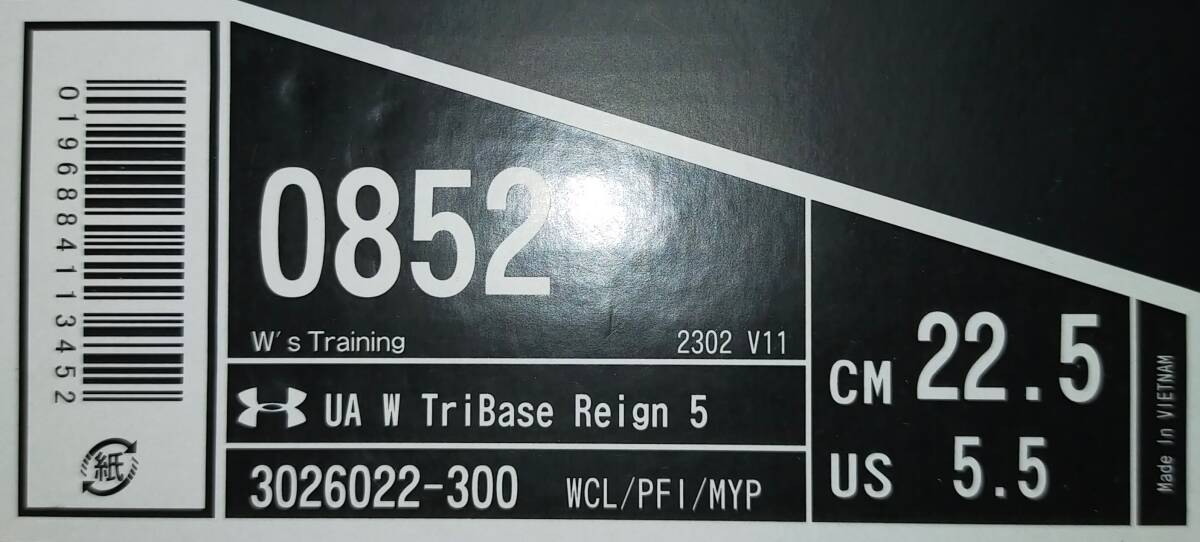 0196884113452
紙
0852
W's Training
2302 V11
UA W TriBase Reign 5
3026022-300
WCL/PFI/MYP
CM 22.5
US 5.5
Made In VIETNAM